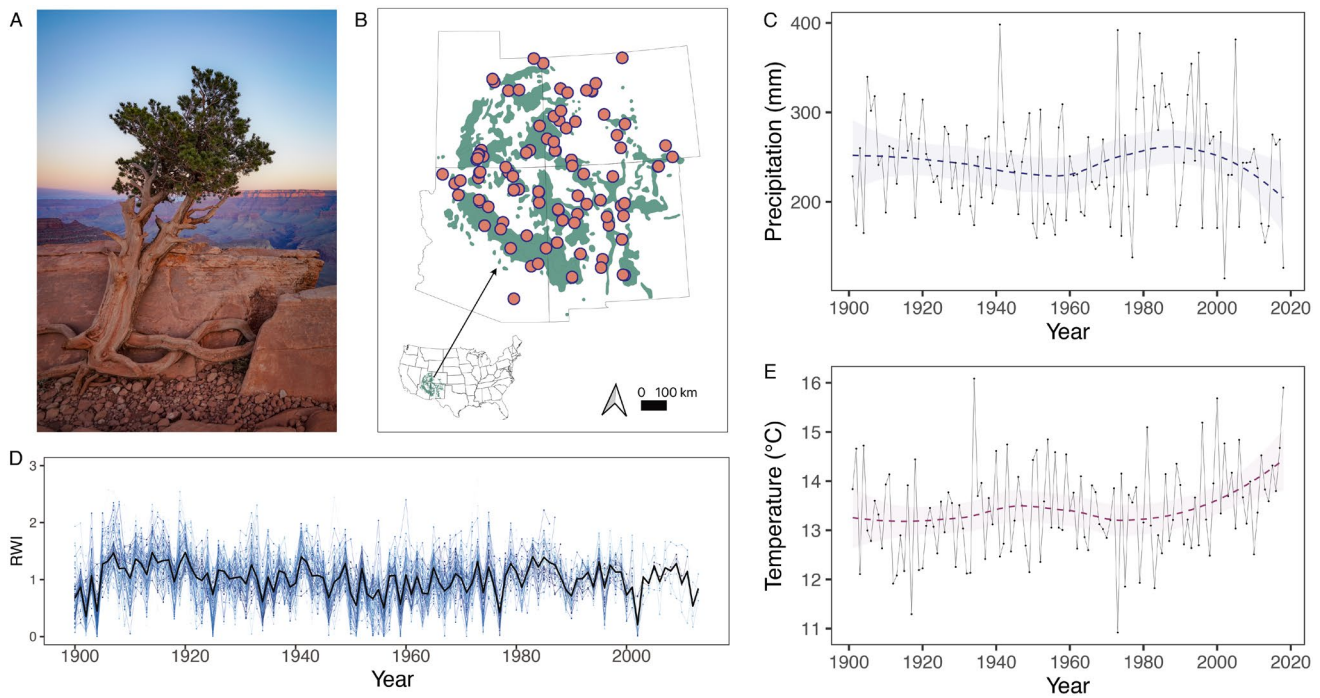 A
B
0 100 km
C
Precipitation (mm)
400
300
200
1900 1920 1940 1960 1980 2000 2020
Year
D
RWI
3
2
1
0
1900 1920 1940 1960 1980 2000
Year
E
Temperature (°C)
16
15
14
13
12
11
1900 1920 1940 1960 1980 2000 2020
Year